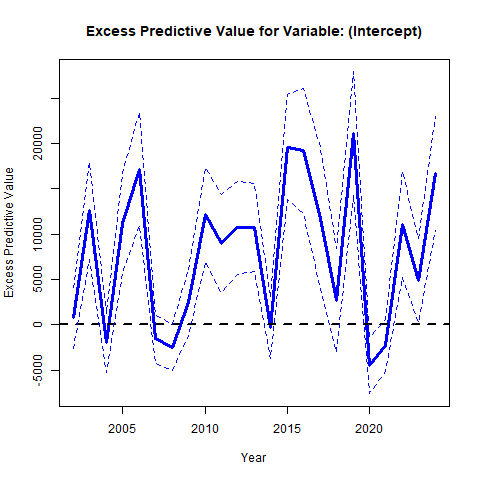 Excess Predictive Value for Variable: (Intercept)
Excess Predictive Value
20000
10000
5000
0
-5000
2005 2010 2015 2020
Year